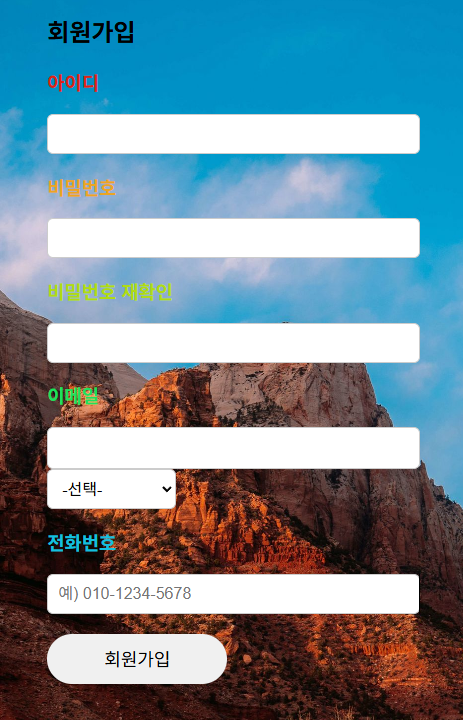 회원가입
아이디
비밀번호
비밀번호 재확인
이메일
-선택-
전화번호
예) 010-1234-5678
회원가입